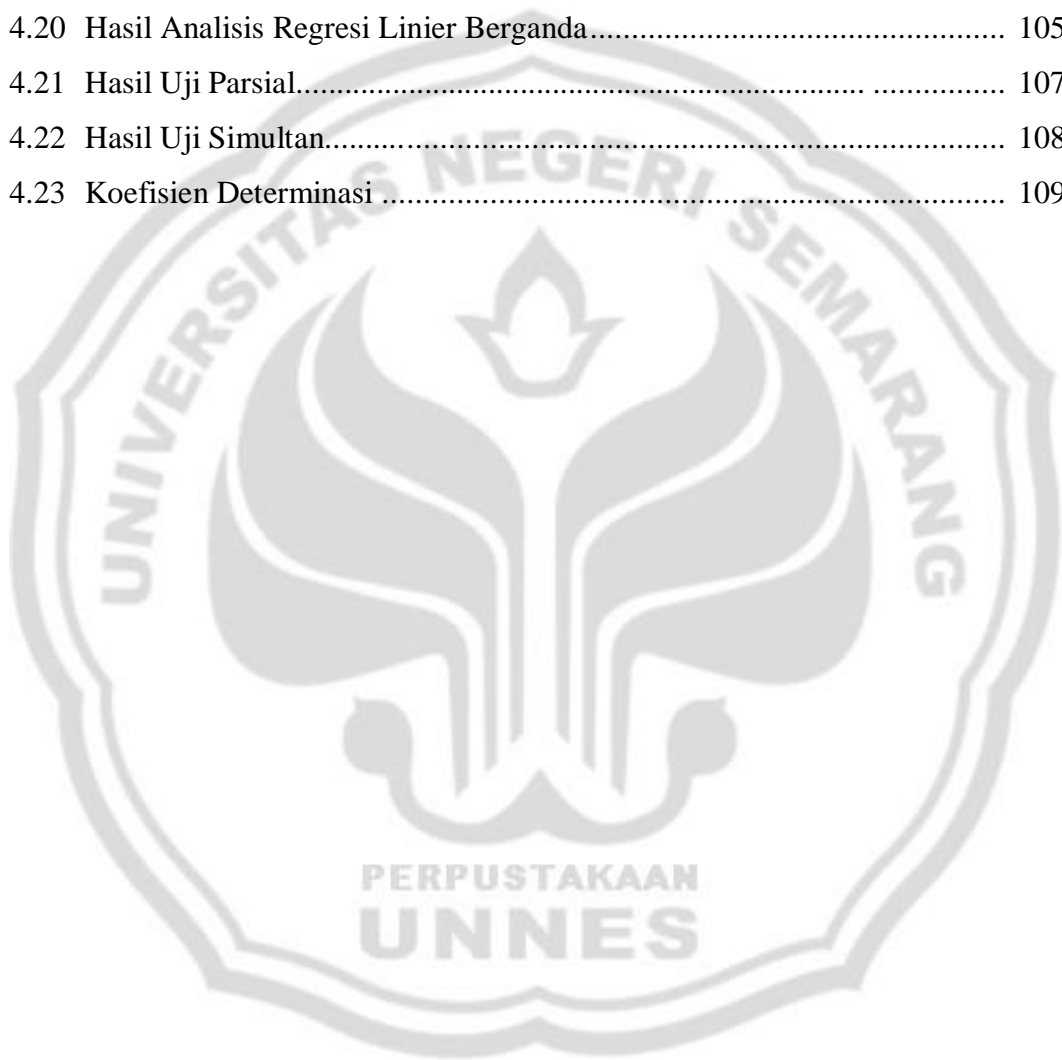 4.20 Hasil Analisis Regresi Linier Berganda.................................................. 105
4.21 Hasil Uji Parsial.................................................................... ................ 107
4.22 Hasil Uji Simultan................................................................................. 108
4.23 Koefisien Determinasi ........................................................................... 109
UNIVERSITAS NEGERI SEMARANG
PERPUSTAKAAN
UNNES